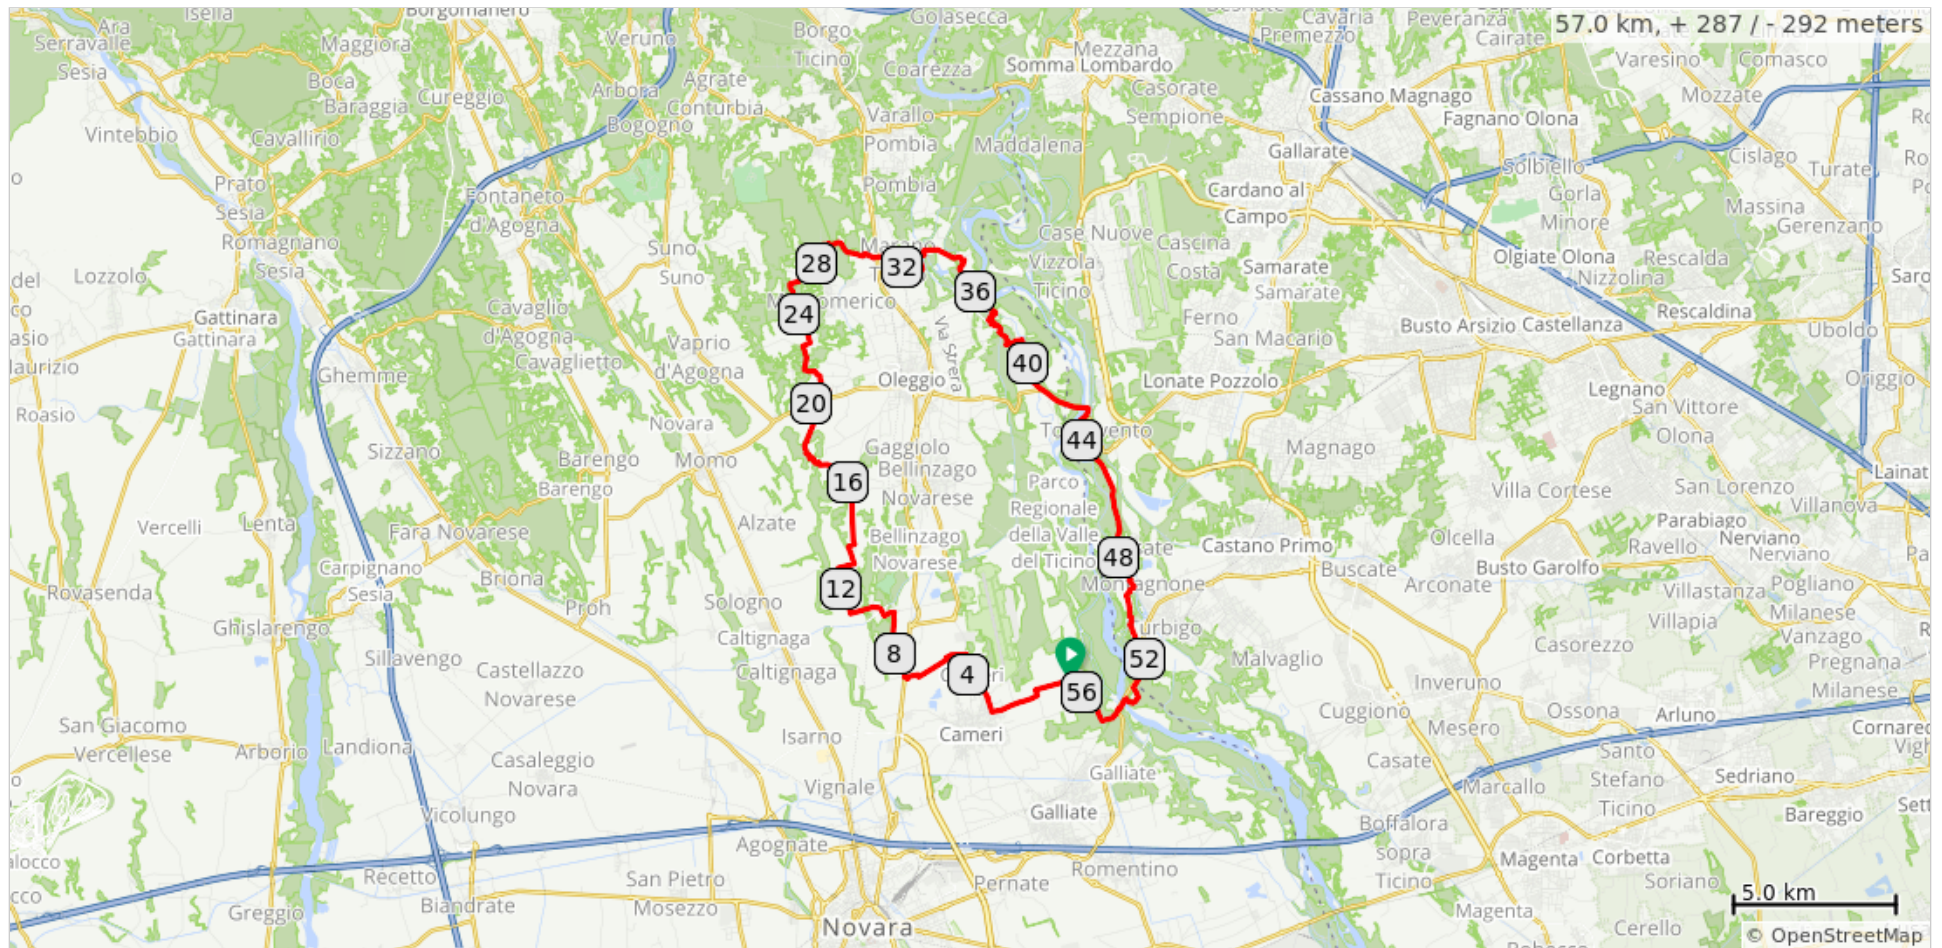 Ara
Serravalle
Sesia
Isella
Borgomanero
Maggiora
Veruno
Borgo
Ticino
Golasecca
Cavaria
Premezzo
Peveranza
Cairate
57.0 km, + 287 / - 292 meters
Sesia
Boca
Baraggia
Cureggio
Agrate
Conturbia
Arbora
Bogogno
Coarezza
Mezzana
Somma Lombardo
Casorate
Sempione
Cassano Magnago
Fagnano Olona
Varesino
Comasco
Mozzate
Vintebbio
Cavallirio
Varallo
Pombia
Maddalena
Gallarate
Solbiello
Cislago
Turate
Prato
Sesia
Fontaneto
d'Agogna
Pombia
Cardano al
Campo
Gorla
Minore
Massina
Gerenzano
Romagnano
Sesia
Lozzolo
del
Suno
Suno
28
32
Case Nuove
Cascina
Costa
Vizzola
Ticino
Samarate
Samarate
Olgiate Olona
Nizzolina
Rescalda
Gattinara
Gattinara
Cavaglio
d'Agogna
Cavaglietto
24
36
Ferno
San Macario
Busto Arsizio
Castellanza
Rescaldina
Uboldo
Ghemme
Vaprio
d'Agogna
Via Strera
40
Oleggio
Lonate Pozzolo
Legnano
San Vittore
Olona
Origgio
Roasio
20
Novara
Momo
Sizzano
Barengo
Barengo
Gaggiolo
Bellinzago
Novarese
44
Magnago
16
Parco
Regionale
della Valle
del Ticino
Villa Cortese
San Lorenzo
Villanova
Lainat
Vercelli
Lenta
Fara Novarese
Alzate
Bellinzago
Novarese
48
Castano Primo
Buscate
Olcella
Parabiago
Nerviano
Ravello
Nerviano
Carpignano
Sesia
Briona
Proh
12
Arconate
Busto Garolfo
Villastanza
Pogliano
Milanese
Rovasenda
Sologno
Villapia
Vanzago
Ghislarengo
Caltignaga
Caltignaga
8
4
52
56
Malvaglio
Casorezzo
Pregnana
Milanese
Sillavengo
Castellazzo
Novarese
Inveruno
Cuggiono
Mesero
Ossona
Arluno
San Giacomo
Vercellese
Arborio
Landiona
Casaleggio
Novara
Isarno
Cameri
Galliate
Galliate
Casate
Marcallo
Santo
Stefano
Ticino
Sedriano
Bareggio
Vicolungo
Vignale
Boffalora
sopra
Ticino
Magenta
Corbetta
Agognate
Recetto
San Pietro
Mosezzo
Pernate
Romentino
Soriano
Greggio
Biandrate
Novara
Magenta
Cerello
5.0 km
© OpenStreetMap